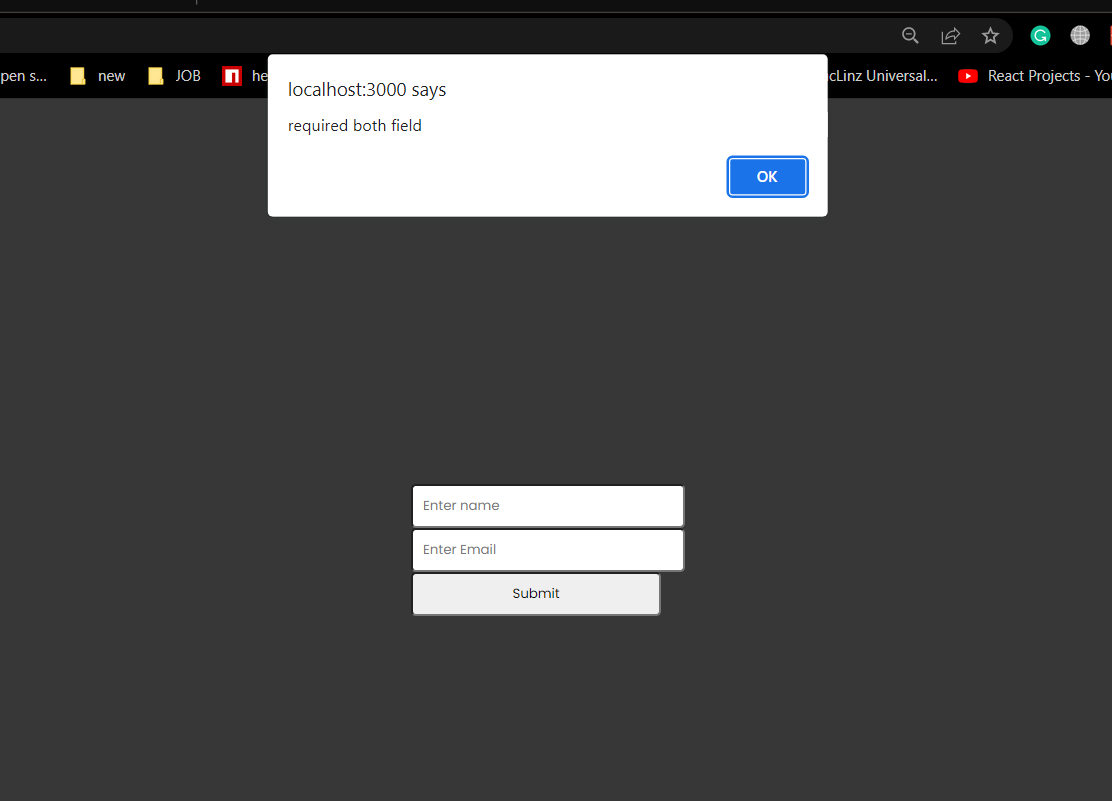 pen s... new JOB he cLinz Universal... React Projects - Yo
localhost:3000 says
required both field
OK
Enter name
Enter Email
Submit